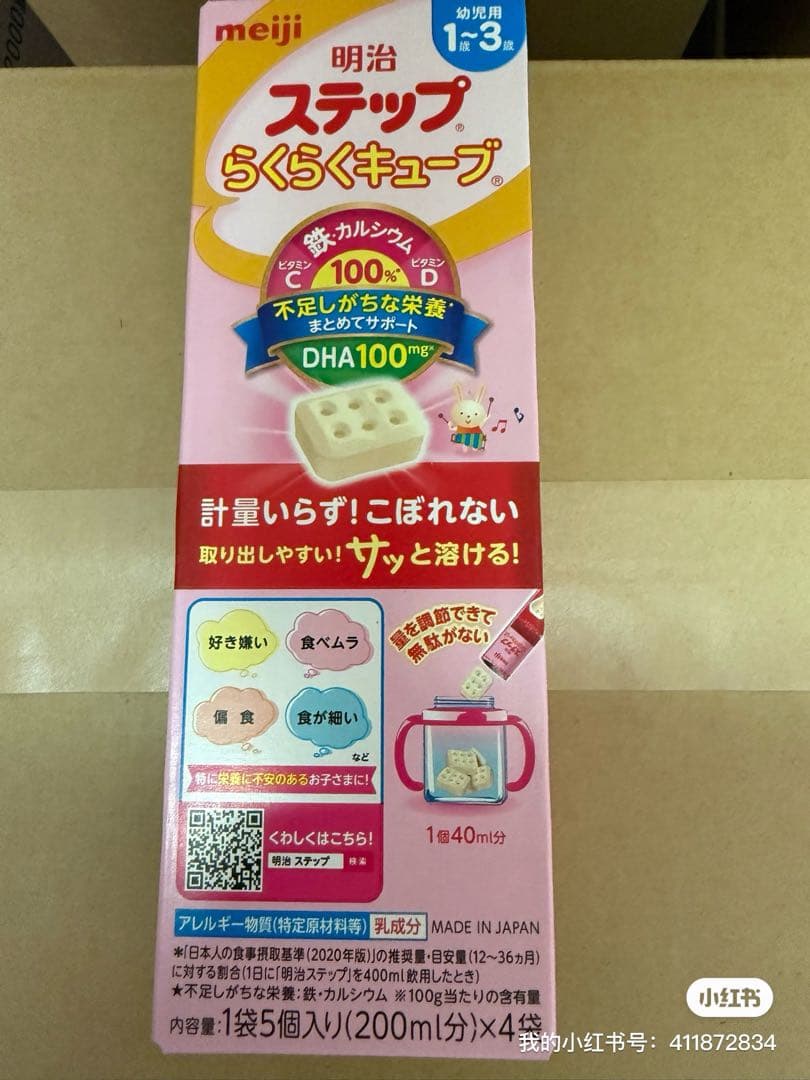 meiji
幼児用
1歳~3歳
明治
ステップ®
らくらくキューブ®
鉄・カルシウム
ビタミンC 100%* ビタミンD
不足しがちな栄養★
まとめてサポート
DHA100mg※
計量いらず!こぼれない
取り出しやすい!サッと溶ける!
好き嫌い 食べムラ
偏食 食が細い
など
特に栄養に不安のあるお子さまに!
量を調節できて
無駄がない
meiji
1個40ml分
くわしくはこちら!
明治 ステップ 検索
アレルギー物質(特定原材料等) 乳成分 MADE IN JAPAN
*「日本人の食事摂取基準(2020年版)」の推奨量・目安量(12~36ヵ月)
に対する割合(1日に「明治ステップ」を400ml飲用したとき)
★不足しがちな栄養:鉄・カルシウム ※100g当たりの含有量
内容量:1袋5個入り(200ml分)×4袋
小红书
我的小红书号:411872834